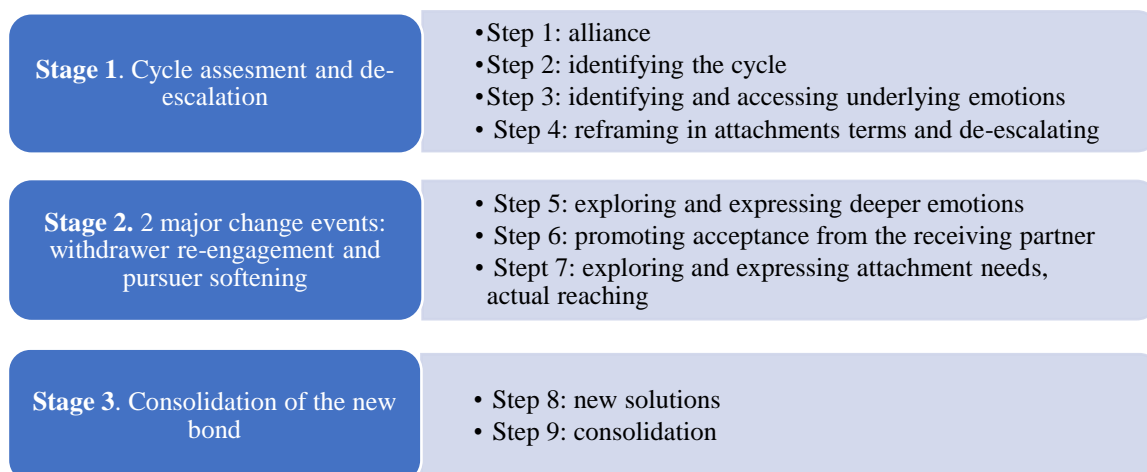 Stage 1. Cycle assesment and de-
escalation
•Step 1: alliance
•Step 2: identifying the cycle
•Step 3: identifying and accessing underlying emotions
• Step 4: reframing in attachments terms and de-escalating
Stage 2. 2 major change events:
withdrawer re-engagement and
pursuer softening
• Step 5: exploring and expressing deeper emotions
• Step 6: promoting acceptance from the receiving partner
• Stept 7: exploring and expressing attachment needs,
actual reaching
Stage 3. Consolidation of the new
bond
• Step 8: new solutions
• Step 9: consolidation